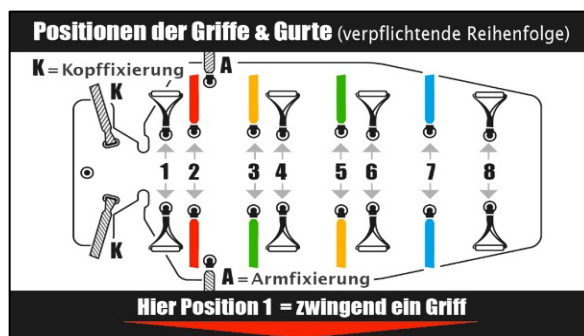 Positionen der Griffe & Gurte (verpflichtende Reihenfolge)
K = Kopffixierung A
K
1 2 3 4 5 6 7 8
K
A = Armfixierung
Hier Position 1 = zwingend ein Griff